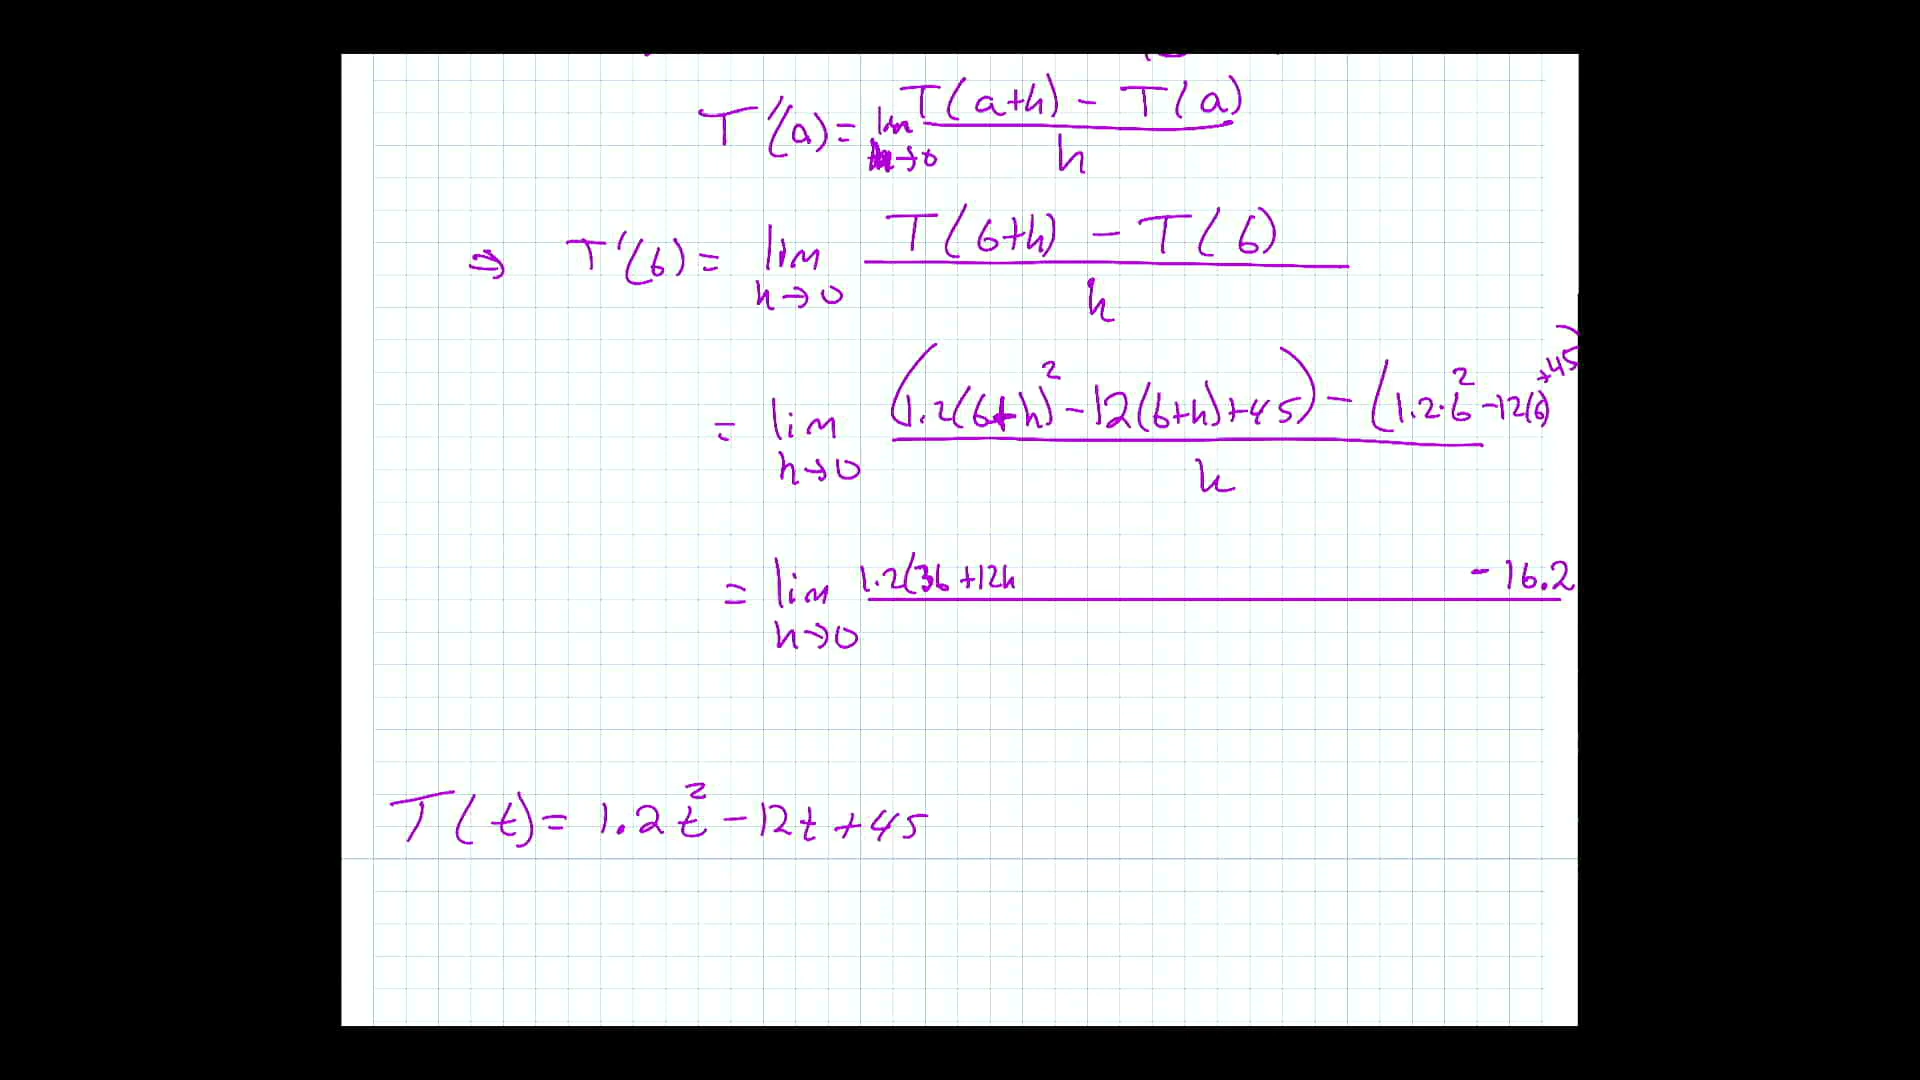 T'(a) = lim h→0 (T(a+h) - T(a)) / h
⇒ T'(6) = lim h→0 (T(6+h) - T(6)) / h
= lim h→0 ((1.2(6+h)² - 12(6+h) + 45) - (1.2·6² - 12(6) + 45)) / h
= lim h→0 1.2(36 + 12h - 16.2
T(t) = 1.2t² - 12t + 45